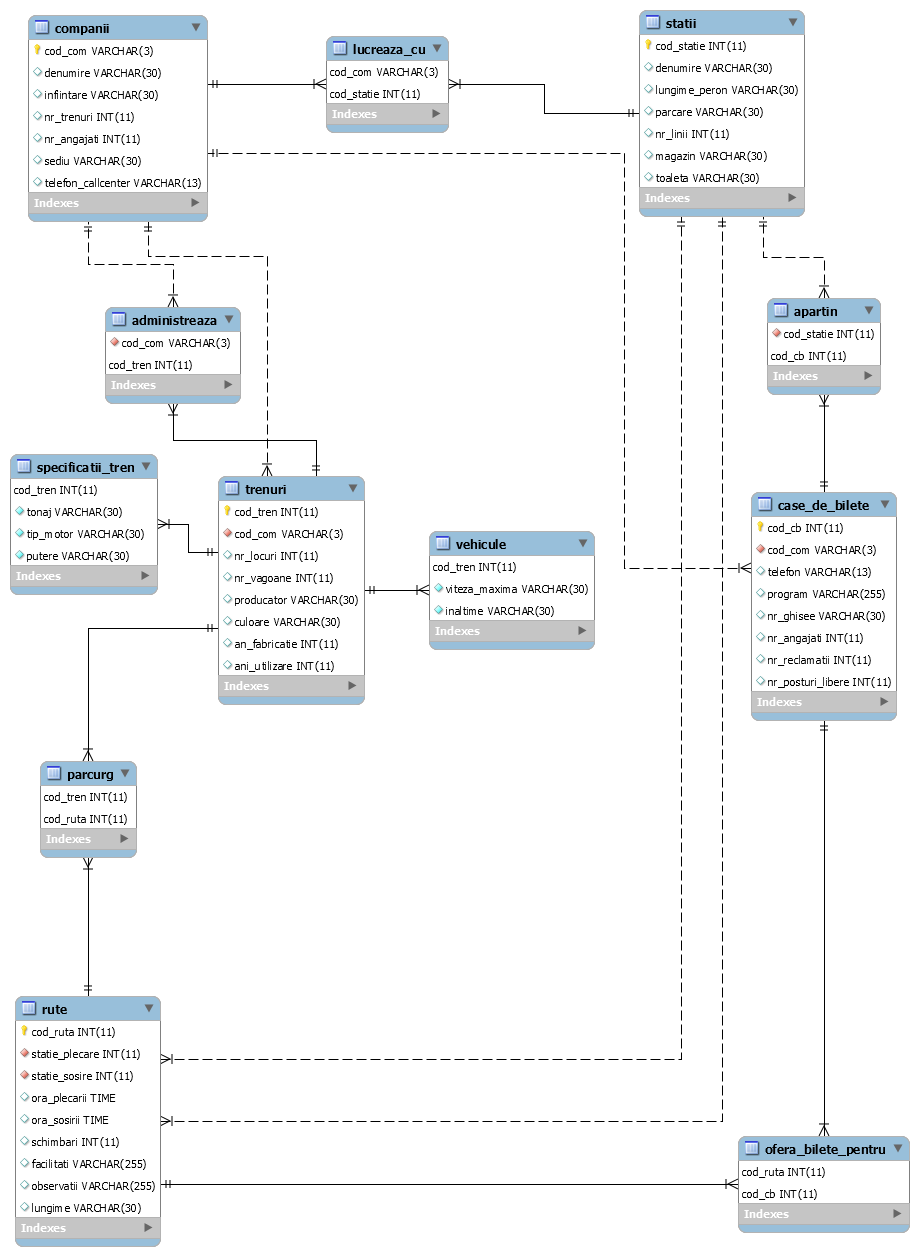 companii
cod_com VARCHAR(3)
denumire VARCHAR(30)
infiintare VARCHAR(30)
nr_trenuri INT(11)
nr_angajati INT(11)
sediu VARCHAR(30)
telefon_callcenter VARCHAR(13)
Indexes
lucreaza_cu
cod_com VARCHAR(3)
cod_statie INT(11)
Indexes
statii
cod_statie INT(11)
denumire VARCHAR(30)
lungime_peron VARCHAR(30)
parcare VARCHAR(30)
nr_linii INT(11)
magazin VARCHAR(30)
toaleta VARCHAR(30)
Indexes
administreaza
cod_com VARCHAR(3)
cod_tren INT(11)
Indexes
apartin
cod_statie INT(11)
cod_cb INT(11)
Indexes
specificatii_tren
cod_tren INT(11)
tonaj VARCHAR(30)
tip_motor VARCHAR(30)
putere VARCHAR(30)
Indexes
trenuri
cod_tren INT(11)
cod_com VARCHAR(3)
nr_locuri INT(11)
nr_vagoane INT(11)
producator VARCHAR(30)
culoare VARCHAR(30)
an_fabricatie INT(11)
ani_utilizare INT(11)
Indexes
vehicule
cod_tren INT(11)
viteza_maxima VARCHAR(30)
inaltime VARCHAR(30)
Indexes
case_de_bilete
cod_cb INT(11)
cod_com VARCHAR(3)
telefon VARCHAR(13)
program VARCHAR(255)
nr_ghisee VARCHAR(30)
nr_angajati INT(11)
nr_reclamatii INT(11)
nr_posturi_libere INT(11)
Indexes
parcurg
cod_tren INT(11)
cod_ruta INT(11)
Indexes
rute
cod_ruta INT(11)
statie_plecare INT(11)
statie_sosire INT(11)
ora_plecarii TIME
ora_sosirii TIME
schimbari INT(11)
facilitati VARCHAR(255)
observatii VARCHAR(255)
lungime VARCHAR(30)
Indexes
ofera_bilete_pentru
cod_ruta INT(11)
cod_cb INT(11)
Indexes